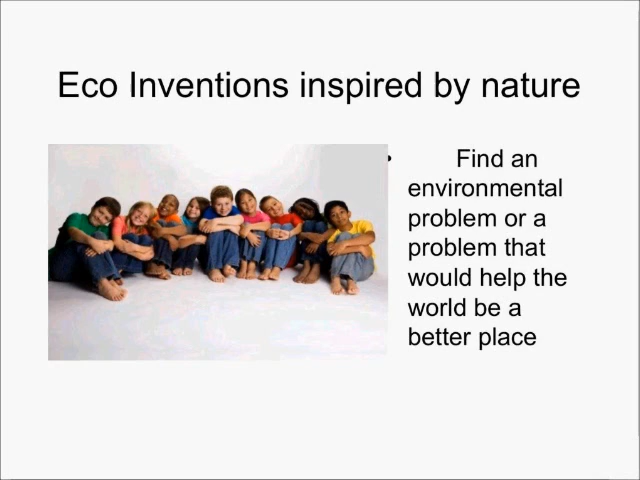 Eco Inventions inspired by nature
• Find an
environmental
problem or a
problem that
would help the
world be a
better place